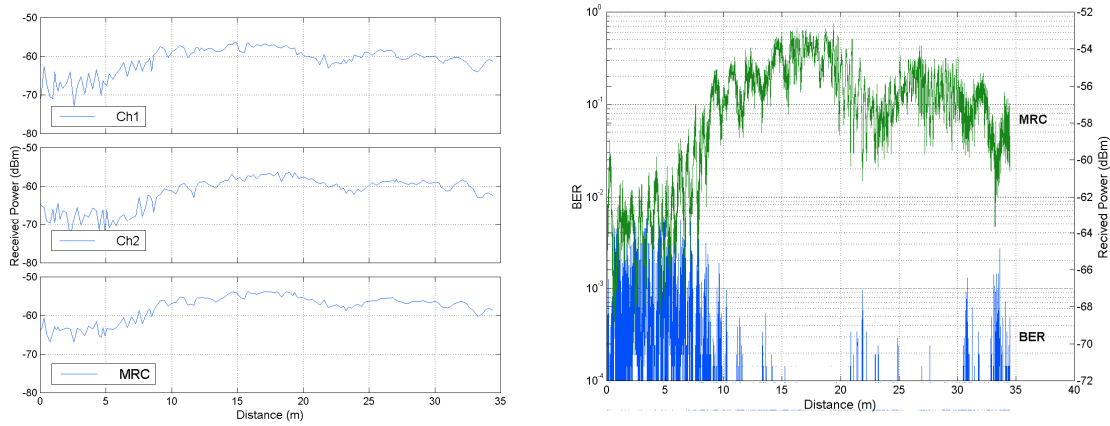 -50
-60
-70
-80
Ch1
-50
-60
-70
-80
Ch2
-50
-60
-70
-80
MRC
0 5 10 15 20 25 30 35
Distance (m)
Received Power (dBm)
10^0
10^-1
10^-2
10^-3
10^-4
BER
MRC
BER
0 5 10 15 20 25 30 35 40
Distance (m)
-52
-54
-56
-58
-60
-62
-64
-66
-68
-70
-72
Recived Power (dBm)